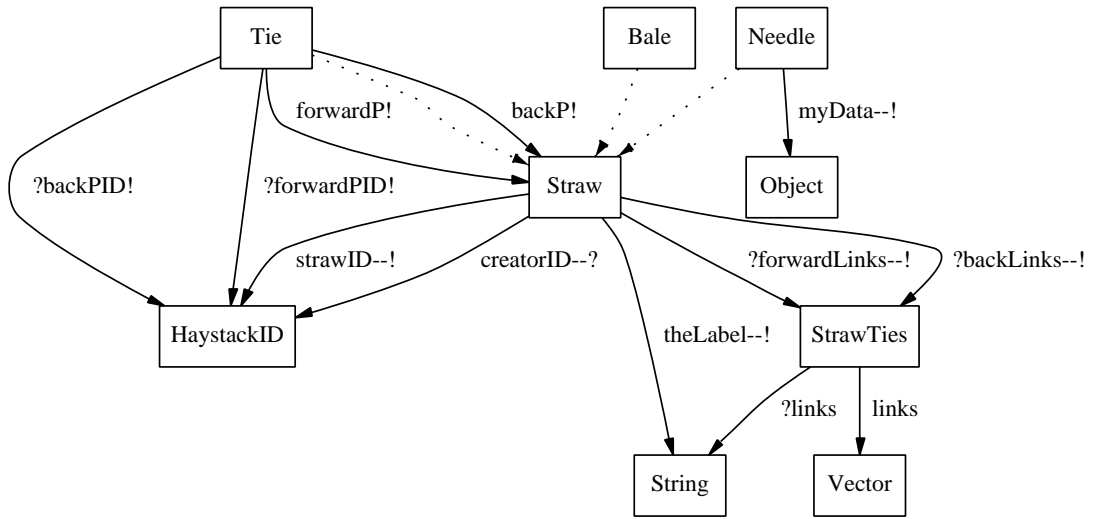 Tie
Bale
Needle
forwardP!
backP!
myData--!
?backPID!
?forwardPID!
Straw
Object
strawID--!
creatorID--?
?forwardLinks--!
?backLinks--!
HaystackID
theLabel--!
StrawTies
?links
links
String
Vector